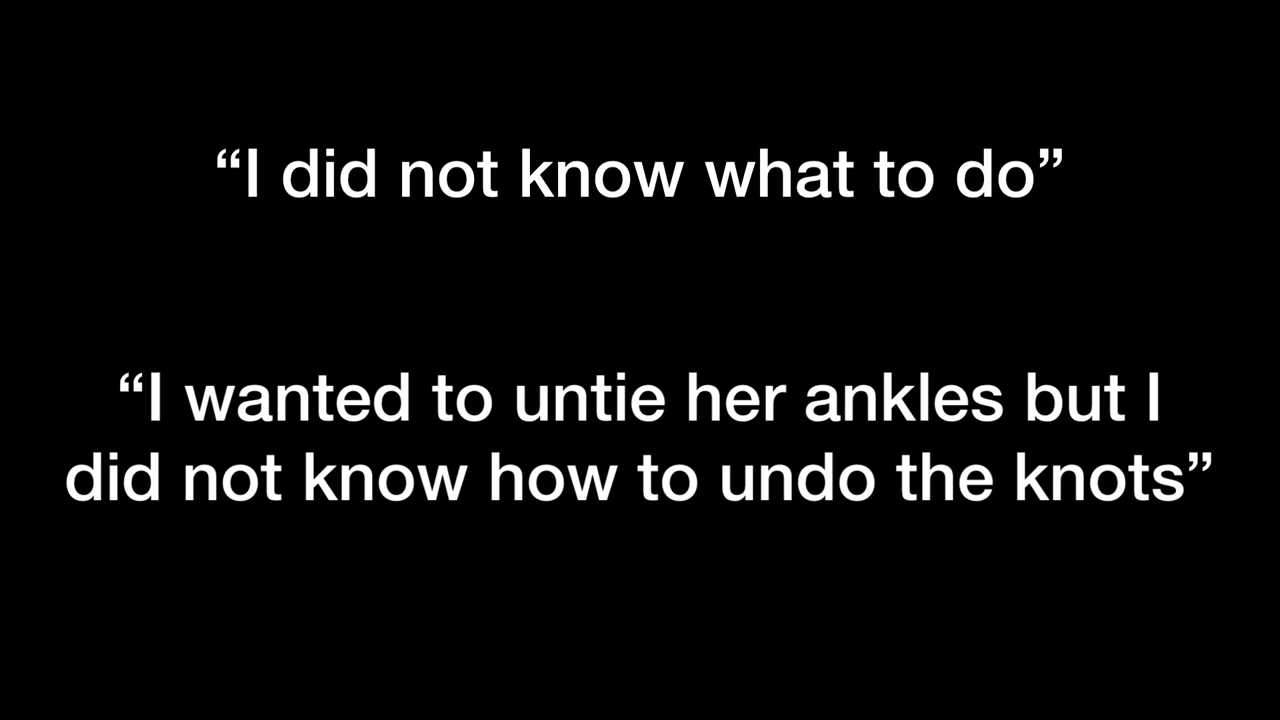 “I did not know what to do”
“I wanted to untie her ankles but I
did not know how to undo the knots”